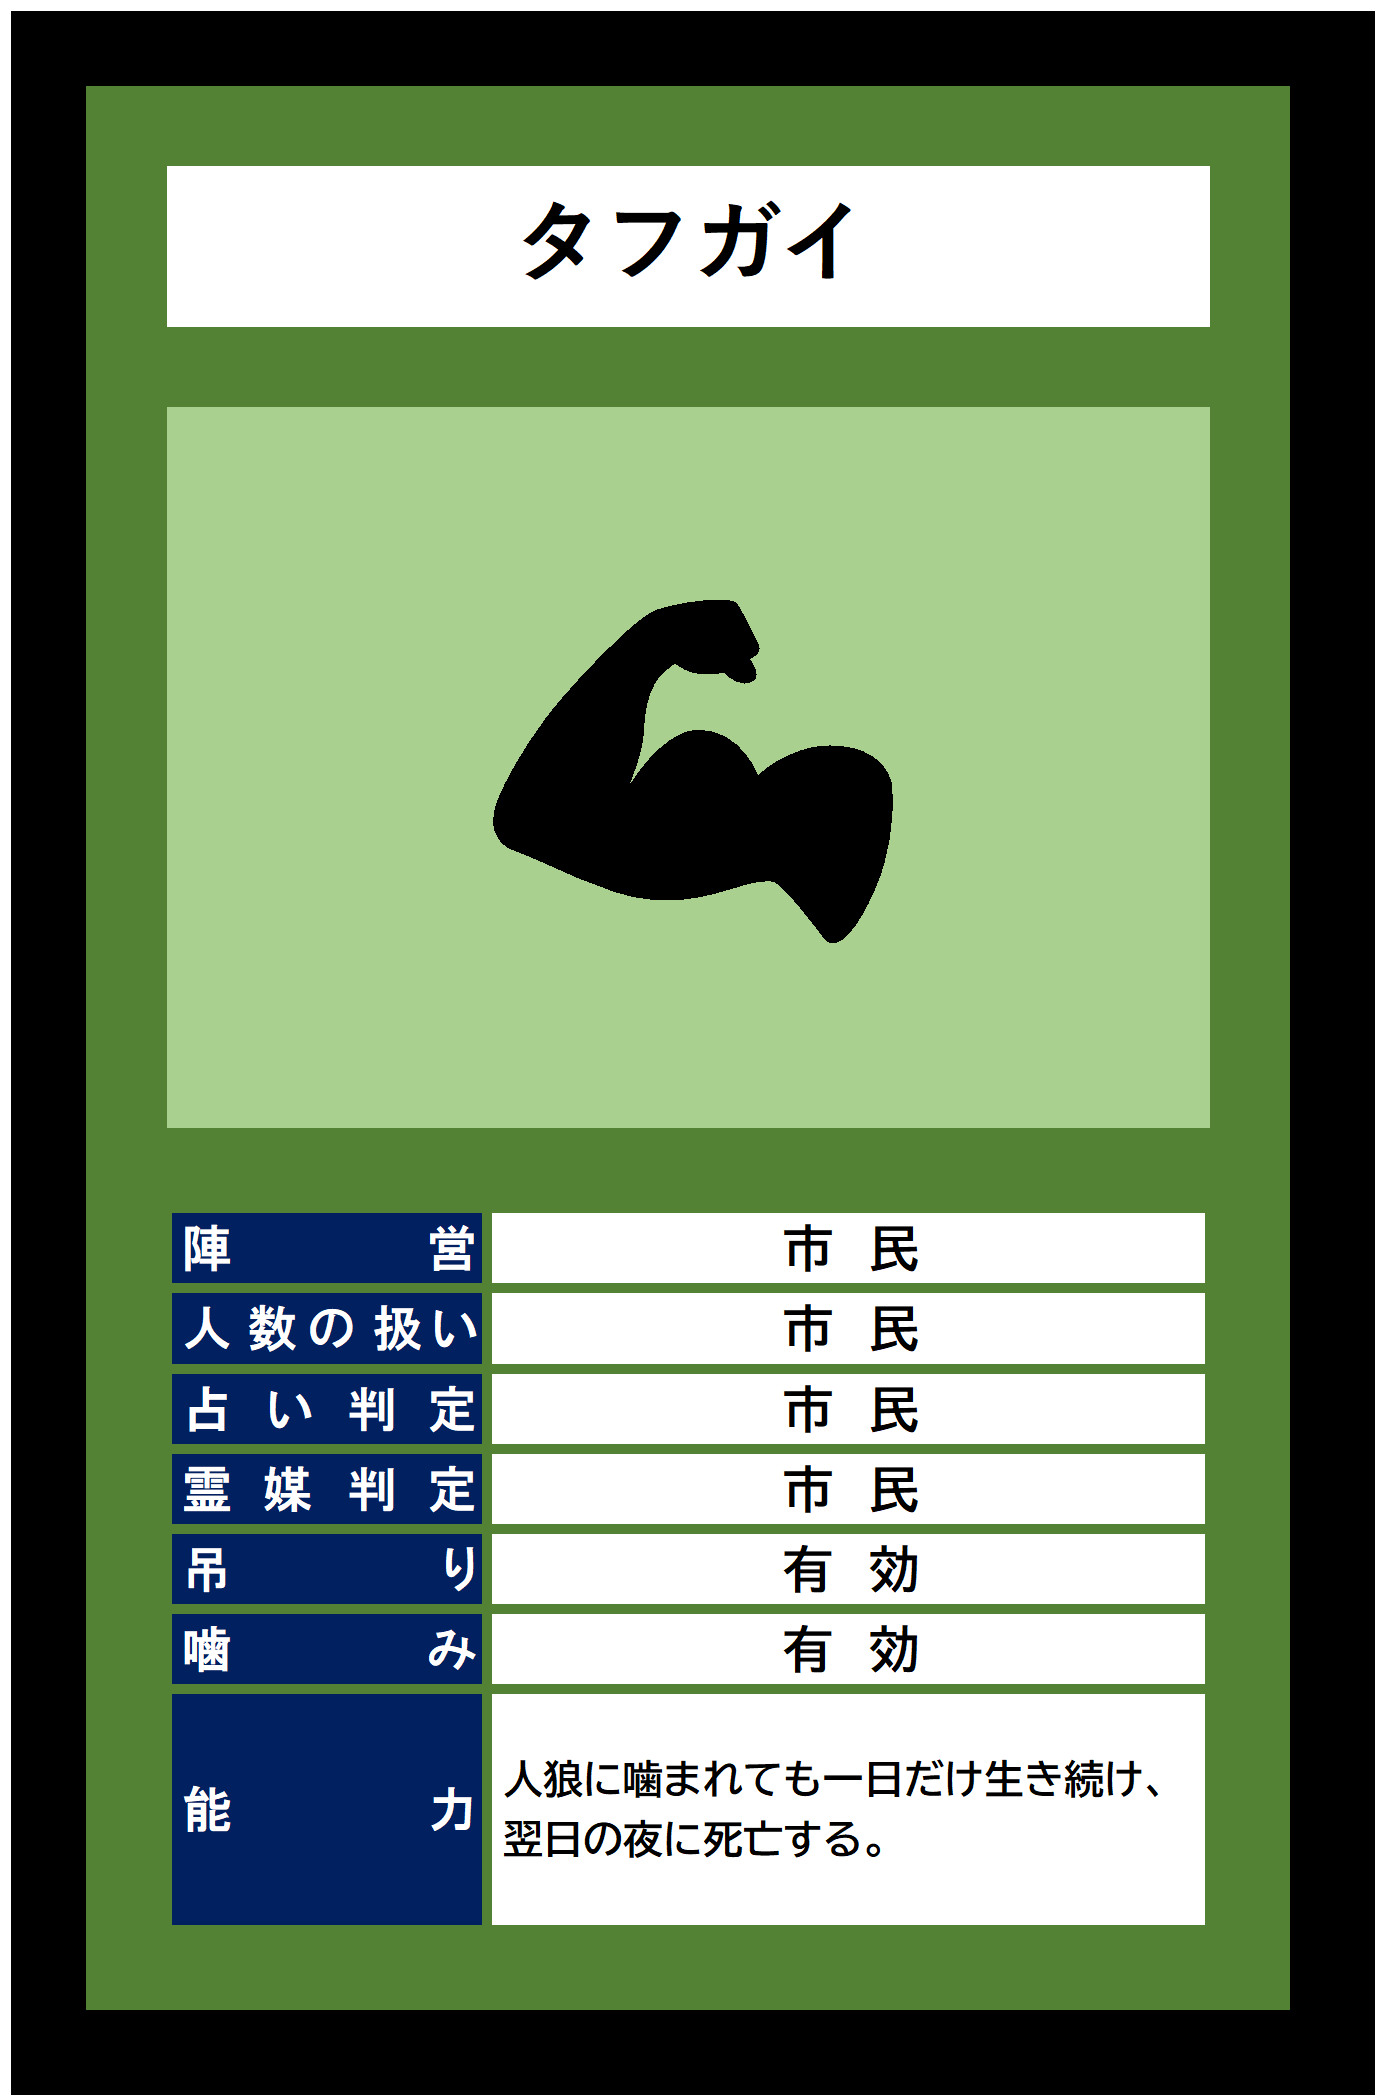 タフガイ
陣営 市民
人数の扱い 市民
占い判定 市民
霊媒判定 市民
吊り 有効
噛み 有効
能力 人狼に噛まれても一日だけ生き続け、
翌日の夜に死亡する。